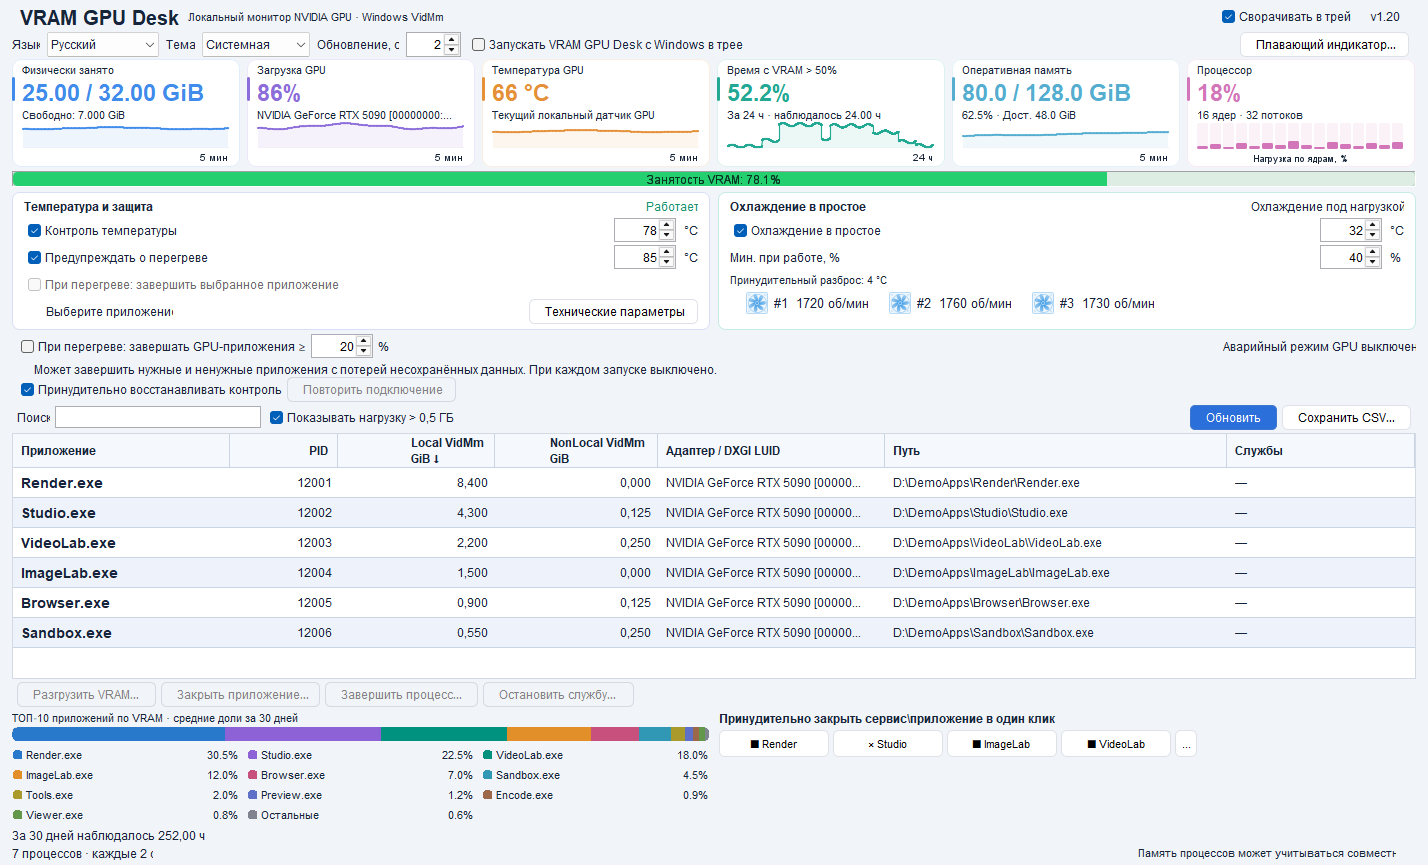 VRAM GPU Desk Локальный монитор NVIDIA GPU · Windows VidMm
Сворачивать в трей v1.20
Язык Русский Тема Системная Обновление, с 2 Запускать VRAM GPU Desk с Windows в трее Плавающий индикатор...
Физически занято
25.00 / 32.00 GiB
Свободно: 7.000 GiB
5 мин
Загрузка GPU
86%
NVIDIA GeForce RTX 5090 [00000000:...
5 мин
Температура GPU
66 °C
Текущий локальный датчик GPU
5 мин
Время с VRAM > 50%
52.2%
За 24 ч · наблюдалось 24.00 ч
24 ч
Оперативная память
80.0 / 128.0 GiB
62.5% · Дост. 48.0 GiB
5 мин
Процессор
18%
16 ядер · 32 потоков
Нагрузка по ядрам, %
Занятость VRAM: 78.1%
Температура и защита Работает
Контроль температуры 78 °C
Предупреждать о перегреве 85 °C
При перегреве: завершить выбранное приложение
Выберите приложение Технические параметры
Охлаждение в простое Охлаждение под нагрузкой
Охлаждение в простое 32 °C
Мин. при работе, % 40 %
Принудительный разброс: 4 °C
#1 1720 об/мин #2 1760 об/мин #3 1730 об/мин
При перегреве: завершать GPU-приложения ≥ 20 % Аварийный режим GPU выключен
Может завершить нужные и ненужные приложения с потерей несохранённых данных. При каждом запуске выключено.
Принудительно восстанавливать контроль Повторить подключение
Поиск Показывать нагрузку > 0,5 ГБ Обновить Сохранить CSV...
Приложение PID Local VidMm GiB ↓ NonLocal VidMm GiB Адаптер / DXGI LUID Путь Службы
Render.exe 12001 8,400 0,000 NVIDIA GeForce RTX 5090 [00000... D:\DemoApps\Render\Render.exe —
Studio.exe 12002 4,300 0,125 NVIDIA GeForce RTX 5090 [00000... D:\DemoApps\Studio\Studio.exe —
VideoLab.exe 12003 2,200 0,250 NVIDIA GeForce RTX 5090 [00000... D:\DemoApps\VideoLab\VideoLab.exe —
ImageLab.exe 12004 1,500 0,000 NVIDIA GeForce RTX 5090 [00000... D:\DemoApps\ImageLab\ImageLab.exe —
Browser.exe 12005 0,900 0,125 NVIDIA GeForce RTX 5090 [00000... D:\DemoApps\Browser\Browser.exe —
Sandbox.exe 12006 0,550 0,250 NVIDIA GeForce RTX 5090 [00000... D:\DemoApps\Sandbox\Sandbox.exe —
Разгрузить VRAM... Закрыть приложение... Завершить процесс... Остановить службу...
ТОП-10 приложений по VRAM · средние доли за 30 дней
Render.exe 30.5% Studio.exe 22.5% VideoLab.exe 18.0%
ImageLab.exe 12.0% Browser.exe 7.0% Sandbox.exe 4.5%
Tools.exe 2.0% Preview.exe 1.2% Encode.exe 0.9%
Viewer.exe 0.8% Остальные 0.6%
Принудительно закрыть сервис\приложение в один клик
■ Render × Studio ■ ImageLab ■ VideoLab ...
За 30 дней наблюдалось 252,00 ч
7 процессов · каждые 2 с
Память процессов может учитываться совместн